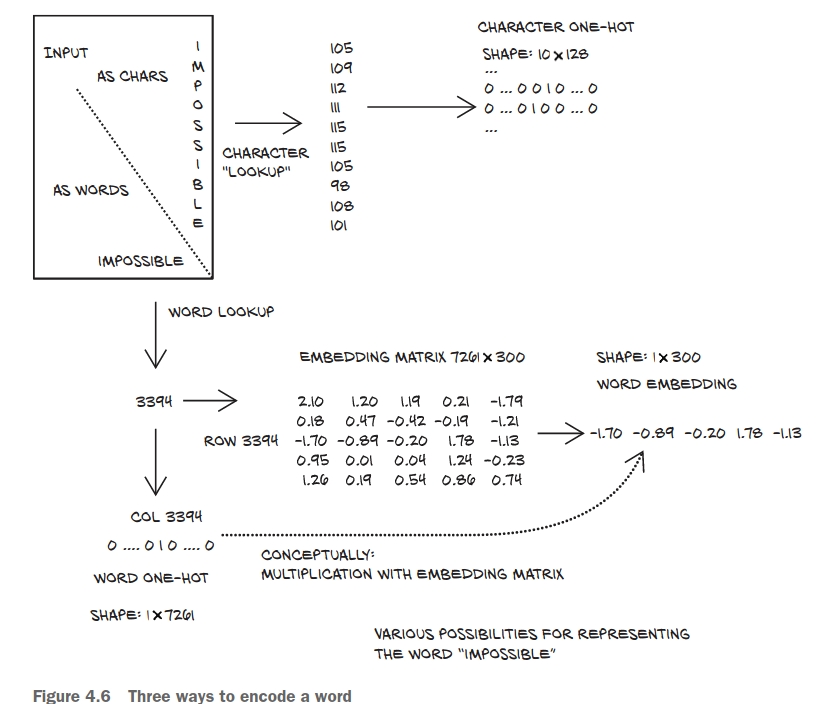 INPUT
AS CHARS
AS WORDS
I
M
P
O
S
S
I
B
L
E
IMPOSSIBLE
CHARACTER
"LOOKUP"
105
109
112
111
115
115
105
98
108
101
CHARACTER ONE-HOT
SHAPE: 10 x 128
...
0 ... 0 0 1 0 ... 0
0 ... 0 1 0 0 ... 0
...
WORD LOOKUP
3394
EMBEDDING MATRIX 7261 x 300
2.10 1.20 1.19 0.21 -1.79
0.18 0.47 -0.42 -0.19 -1.21
ROW 3394 -1.70 -0.89 -0.20 1.78 -1.13
0.95 0.01 0.04 1.24 -0.23
1.26 0.19 0.54 0.86 0.74
SHAPE: 1 x 300
WORD EMBEDDING
-1.70 -0.89 -0.20 1.78 -1.13
COL 3394
0 .... 0 1 0 .... 0
WORD ONE-HOT
SHAPE: 1 x 7261
CONCEPTUALLY:
MULTIPLICATION WITH EMBEDDING MATRIX
VARIOUS POSSIBILITIES FOR REPRESENTING
THE WORD "IMPOSSIBLE"
Figure 4.6 Three ways to encode a word